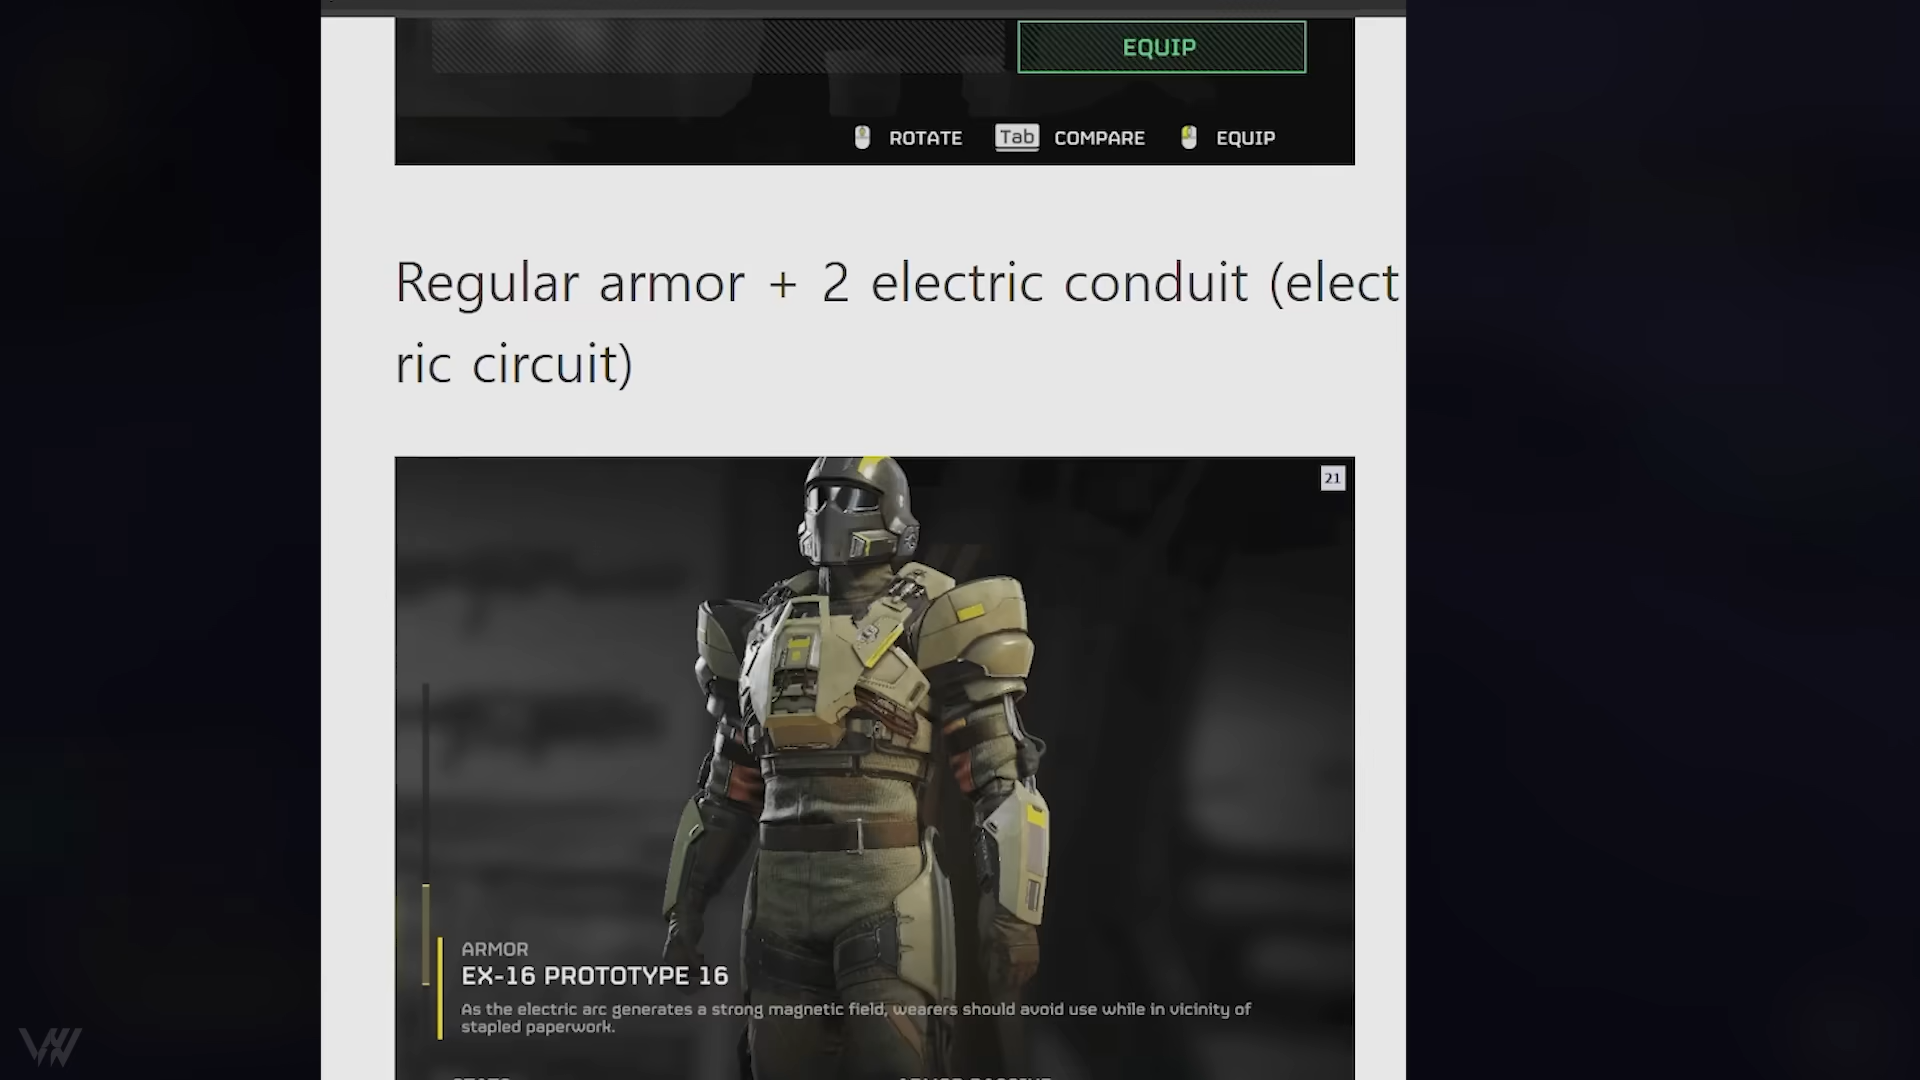 EQUIP
ROTATE Tab COMPARE EQUIP
Regular armor + 2 electric conduit (elect
ric circuit)
21
ARMOR
EX-16 PROTOTYPE 16
As the electric arc generates a strong magnetic field, wearers should avoid use while in vicinity of
stapled paperwork.